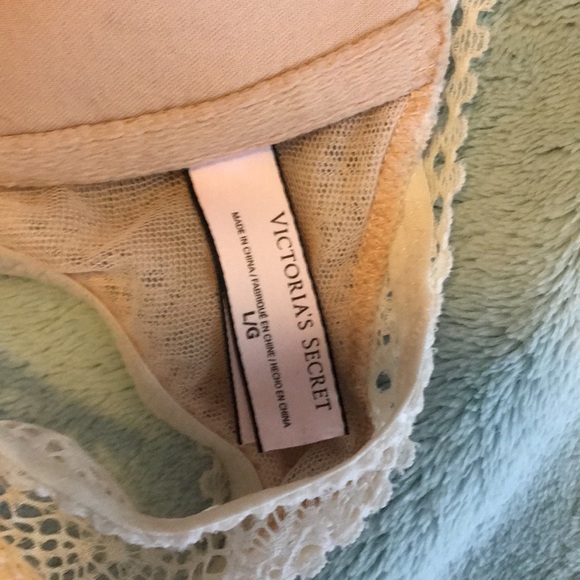 VICTORIA'S SECRET
MADE IN CHINA/FABRIQUÉ EN CHINE/HECHO EN CHINA
L/G